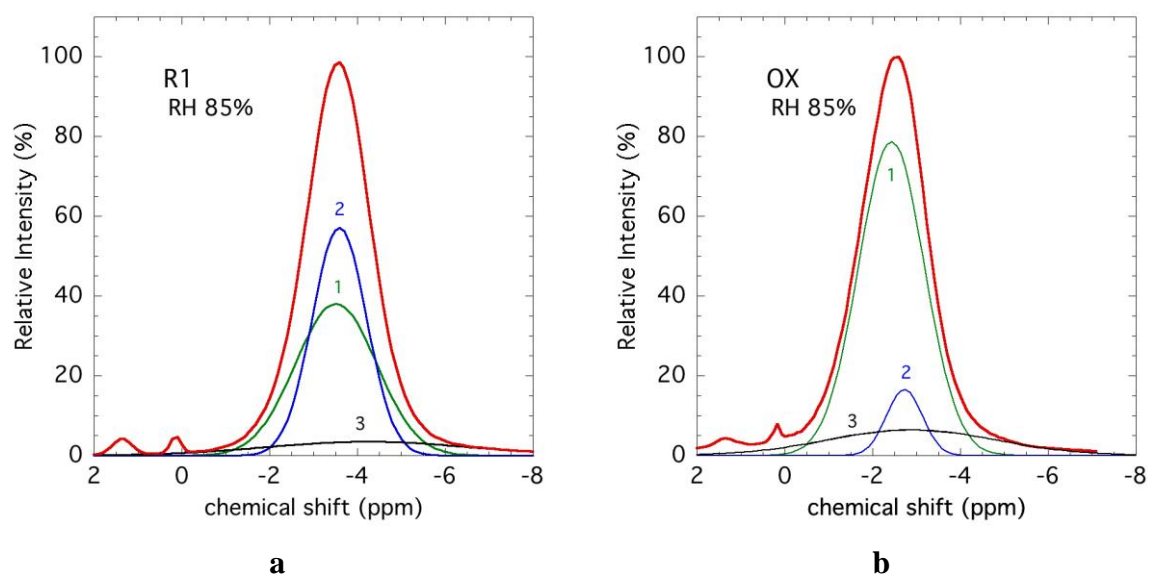 100
80
60
40
20
0
Relative Intensity (%)
R1
RH 85%
2
1
3
2 0 -2 -4 -6 -8
chemical shift (ppm)
a
100
80
60
40
20
0
Relative Intensity (%)
OX
RH 85%
1
2
3
2 0 -2 -4 -6 -8
chemical shift (ppm)
b